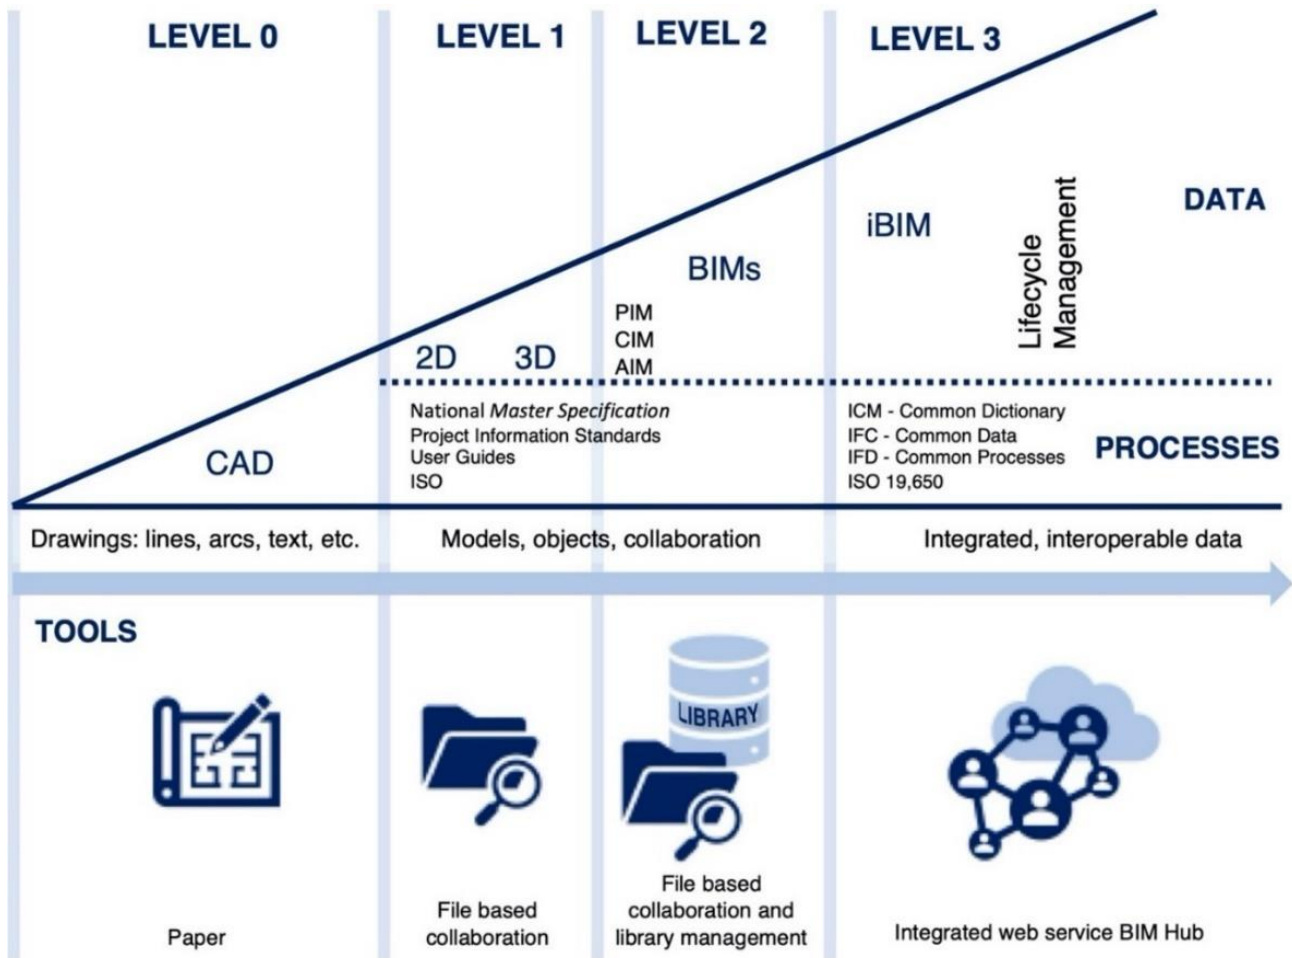 LEVEL 0
LEVEL 1
LEVEL 2
LEVEL 3
DATA
iBIM
Lifecycle
Management
BIMs
PIM
CIM
AIM
2D
3D
CAD
National Master Specification
Project Information Standards
User Guides
ISO
ICM - Common Dictionary
IFC - Common Data
IFD - Common Processes
ISO 19,650
PROCESSES
Drawings: lines, arcs, text, etc.
Models, objects, collaboration
Integrated, interoperable data
TOOLS
LIBRARY
Paper
File based
collaboration
File based
collaboration and
library management
Integrated web service BIM Hub